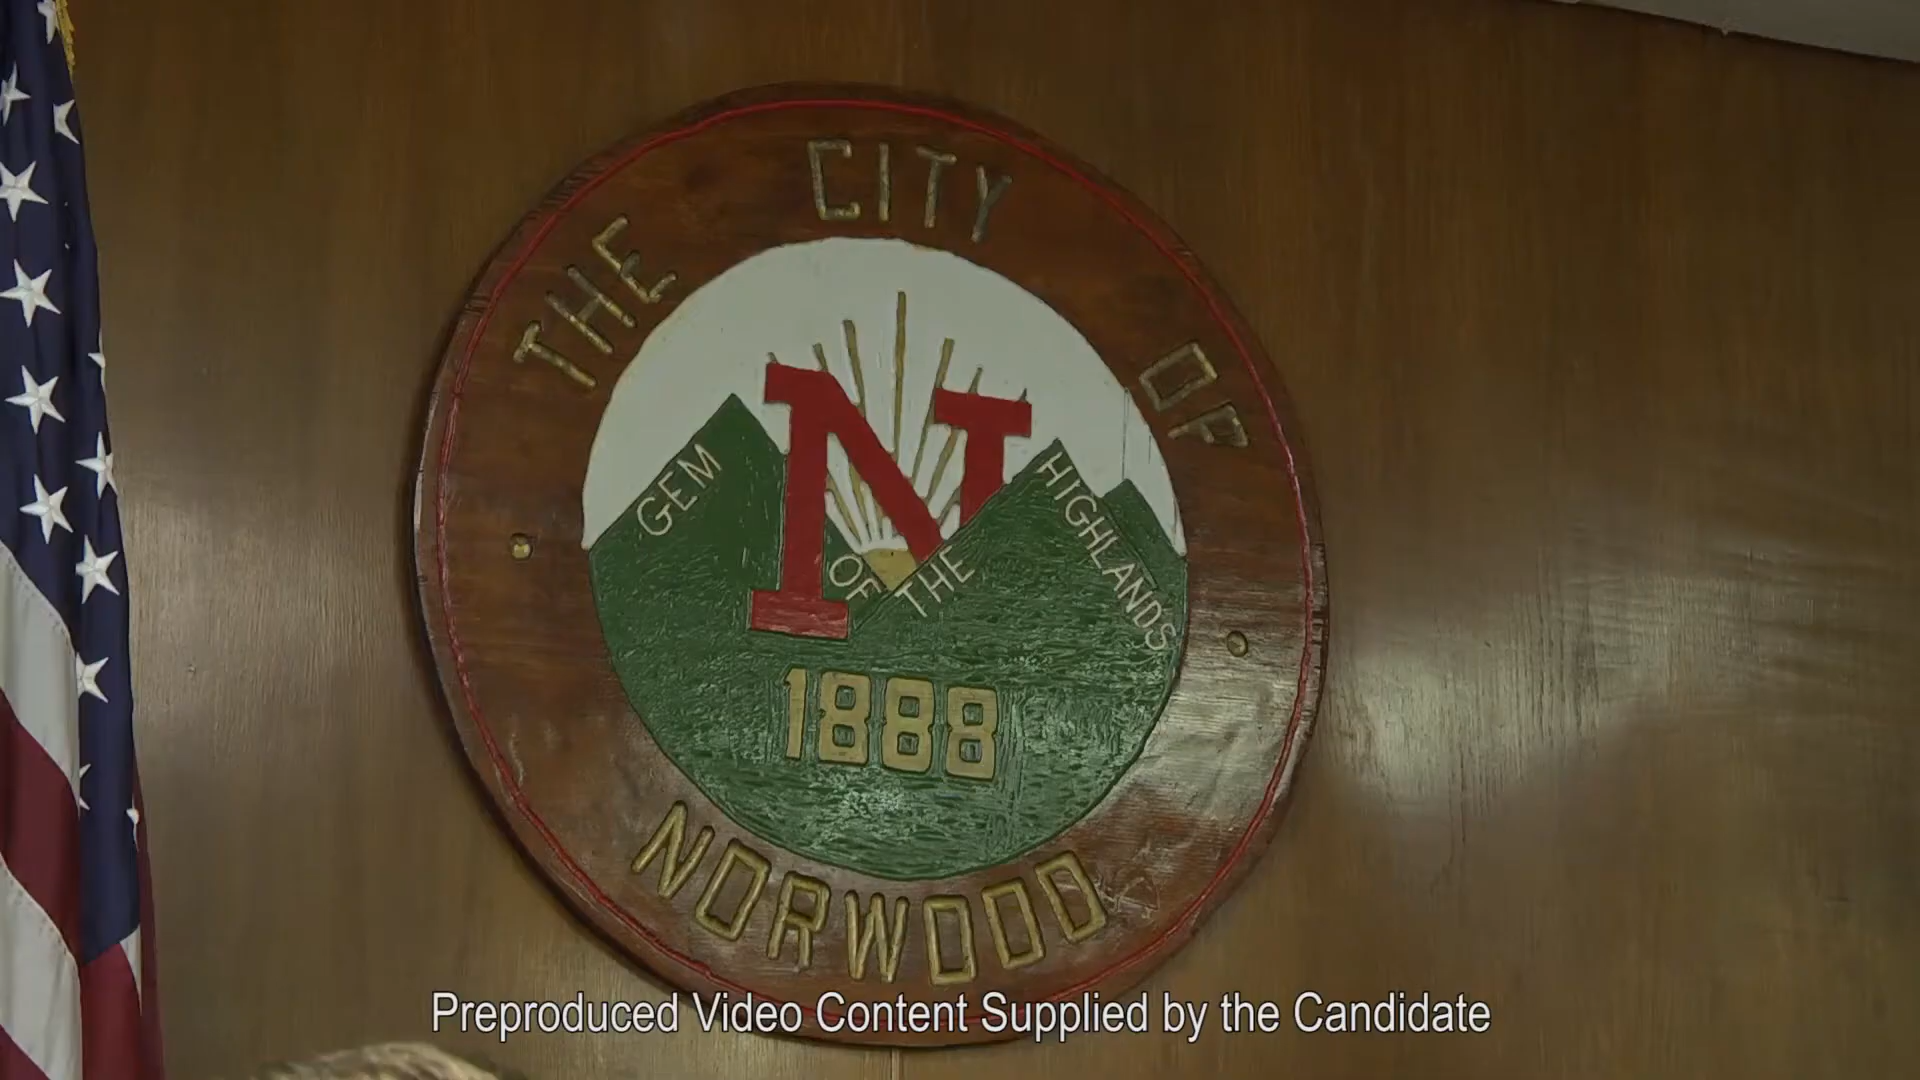 THE CITY OF
N
GEM
OF THE
HIGHLANDS
1888
NORWOOD
Preproduced Video Content Supplied by the Candidate